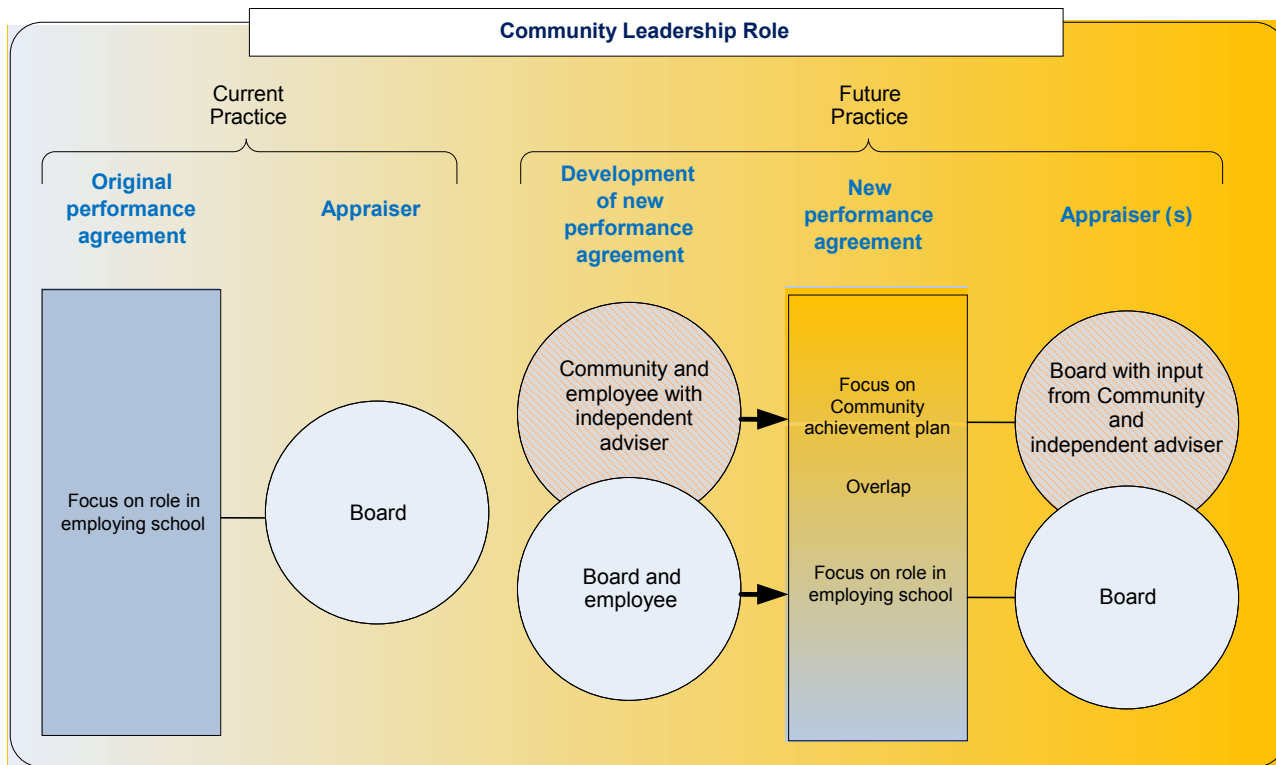 Community Leadership Role
Current
Practice
Future
Practice
Original
performance
agreement
Appraiser
Development
of new
performance
agreement
New
performance
agreement
Appraiser (s)
Focus on role in
employing school
Board
Community and
employee with
independent
adviser
Board and
employee
Focus on
Community
achievement plan
Overlap
Focus on role in
employing school
Board with input
from Community
and
independent adviser
Board